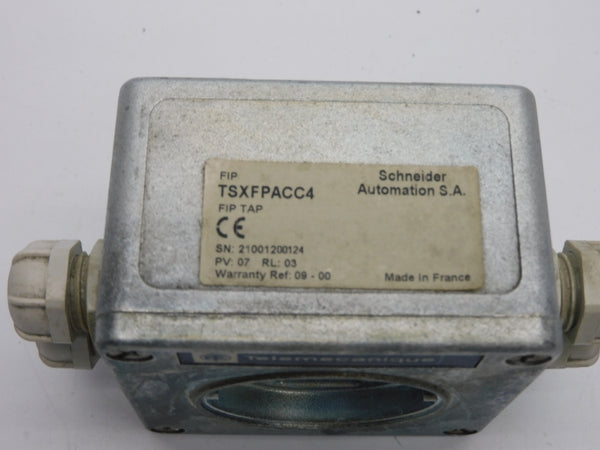 FIP
TSXFPACC4
FIP TAP
CE
SN: 21001200124
PV: 07 RL: 03
Warranty Ref: 09 - 00
Schneider
Automation S.A.
Made in France
Telemecanique